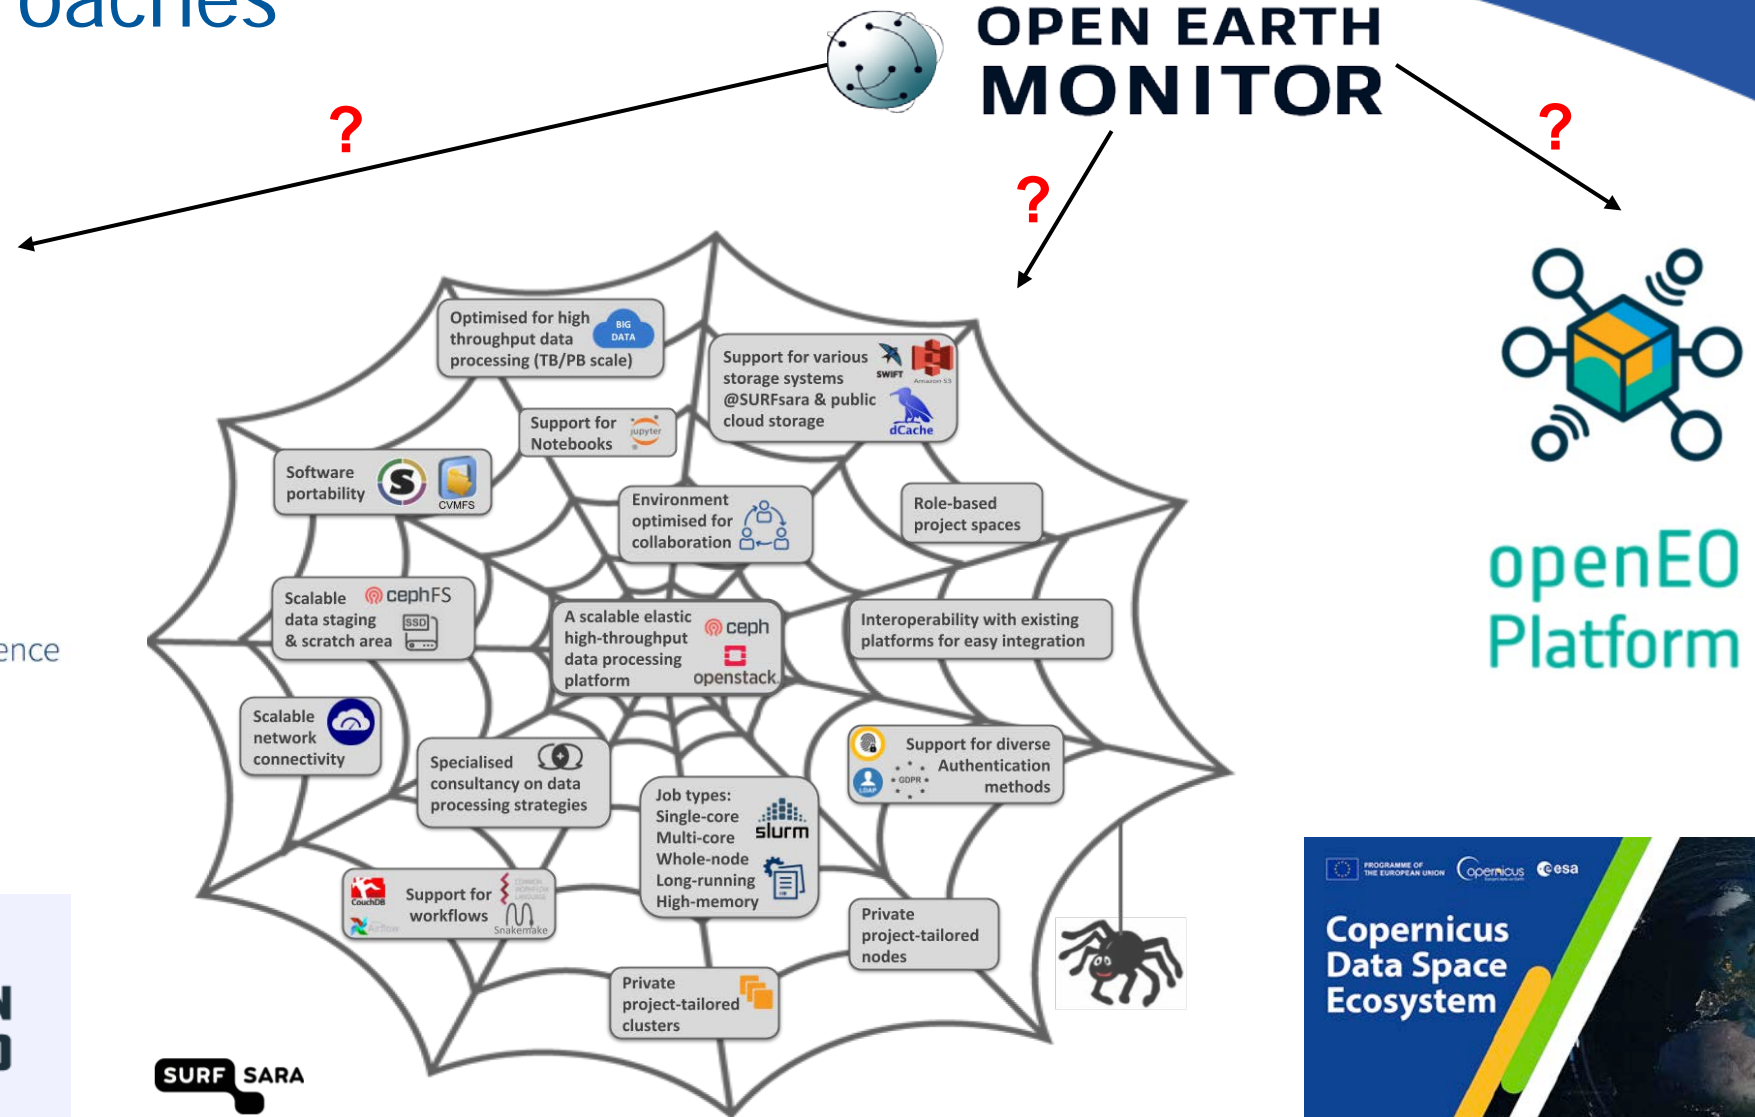 oaches
OPEN EARTH
MONITOR
?
?
?
Optimised for high
throughput data
processing (TB/PB scale)
BIG
DATA
Support for various
storage systems
@SURFsara & public
cloud storage
SWIFT
Amazon S3
dCache
Support for
Notebooks
jupyter
Software
portability
S
CVMFS
Environment
optimised for
collaboration
Role-based
project spaces
Scalable
data staging
& scratch area
cephFS
SSD
A scalable elastic
high-throughput
data processing
platform
ceph
openstack.
Interoperability with existing
platforms for easy integration
openEO
Platform
ence
Scalable
network
connectivity
Specialised
consultancy on data
processing strategies
Job types:
Single-core
Multi-core
Whole-node
Long-running
High-memory
slurm
Support for diverse
Authentication
methods
LDAP
GDPR
CouchDB
Airflow
Support for
workflows
COMMON
WORKFLOW
LANGUAGE
Snakemake
Private
project-tailored
nodes
Private
project-tailored
clusters
PROGRAMME OF
THE EUROPEAN UNION
opernicus
esa
Copernicus
Data Space
Ecosystem
N
SURF SARA